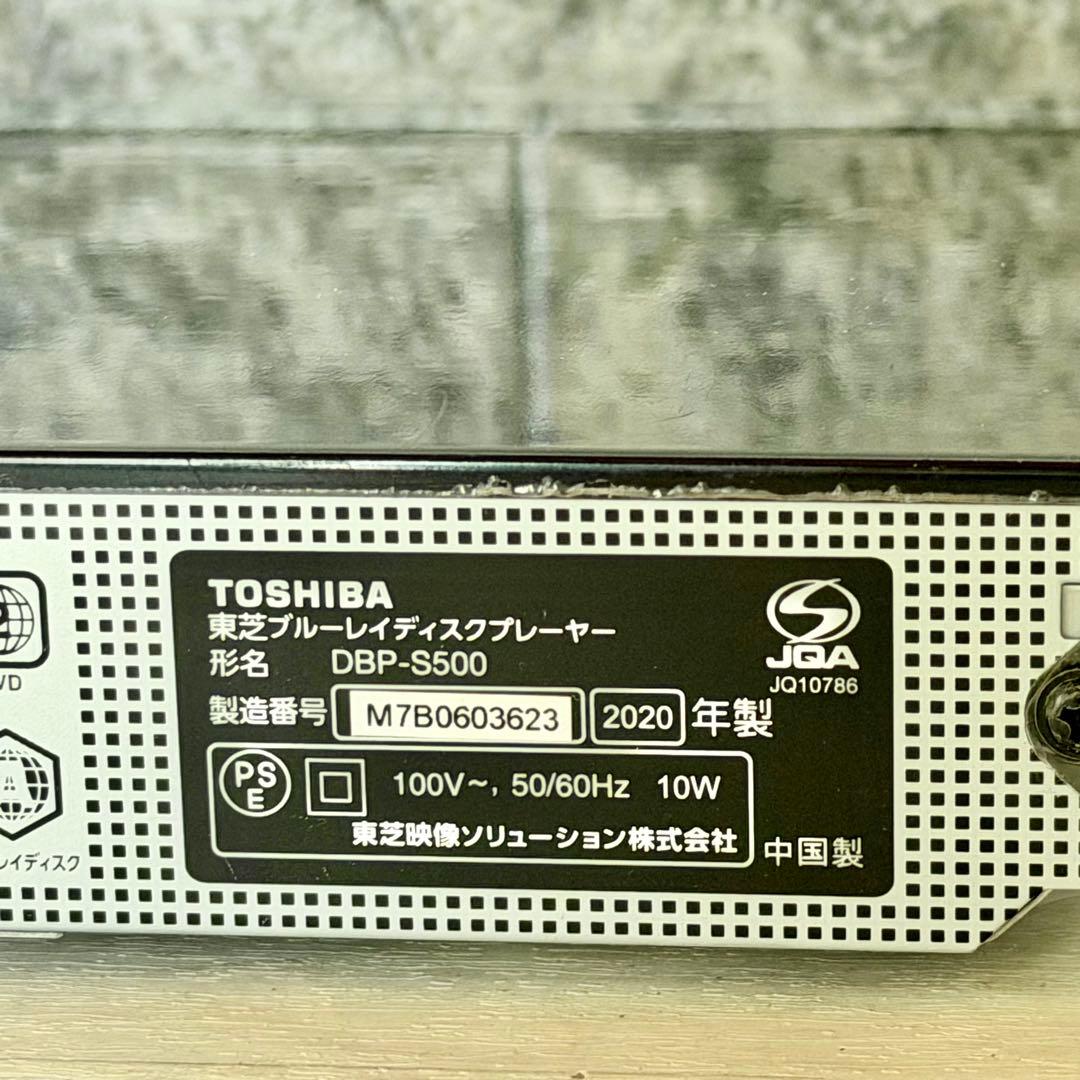 TOSHIBA
東芝ブルーレイディスクプレーヤー
形名 DBP-S500
製造番号 M7B0603623 2020 年製
PS
E
100V~, 50/60Hz 10W
東芝映像ソリューション株式会社
中国製
JQA
JQ10786
2
VD
A
レイディスク